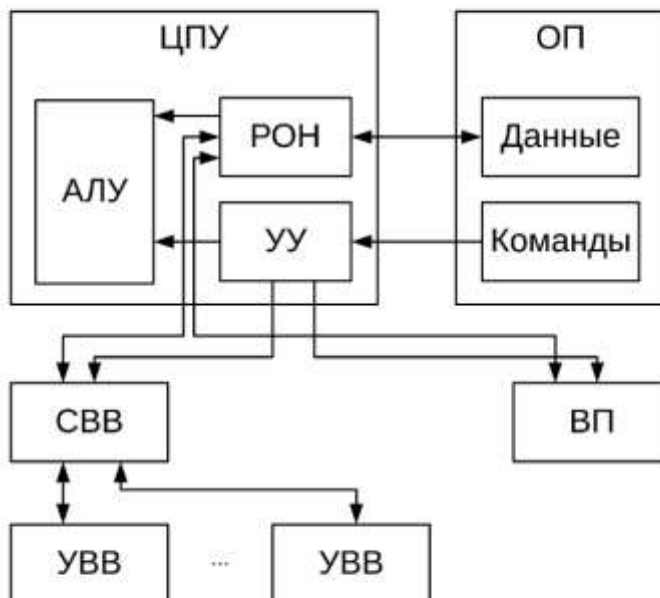 ЦПУ
ОП
АЛУ
РОН
Данные
УУ
Команды
СВВ
ВП
УВВ
...
УВВ